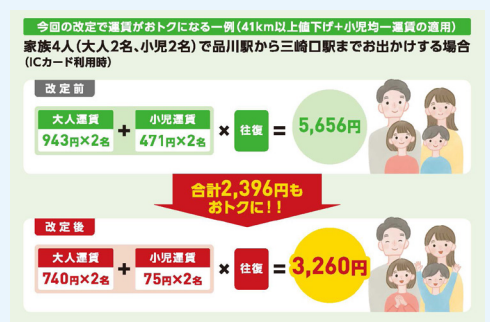 今回の改定で運賃がおトクになる一例（41km以上値下げ＋小児均一運賃の適用）
家族4人（大人2名、小児2名）で品川駅から三崎口駅までお出かけする場合
（ICカード利用時）
改定前
大人運賃 小児運賃
943円×2名 + 471円×2名 × 往復 = 5,656円
合計2,396円も
おトクに！！
改定後
大人運賃 小児運賃
740円×2名 + 75円×2名 × 往復 = 3,260円